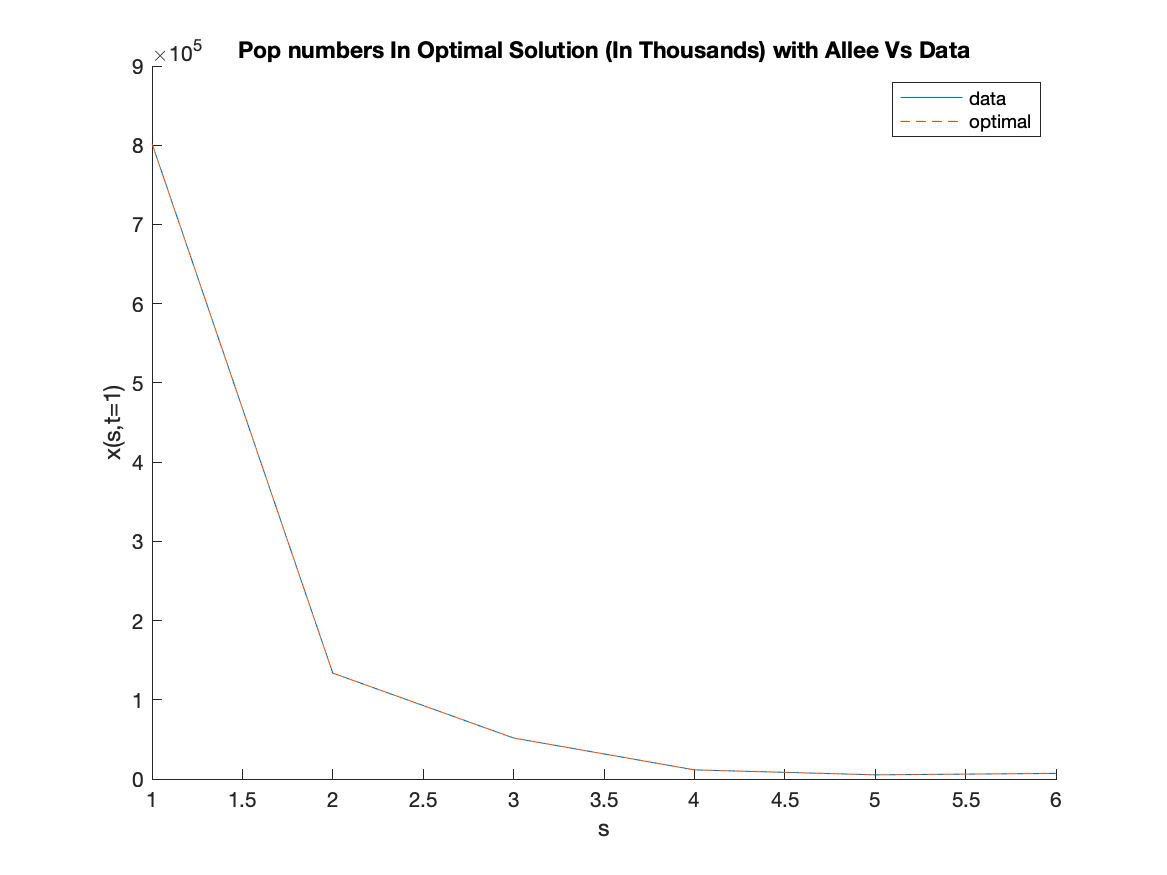 Pop numbers In Optimal Solution (In Thousands) with Allee Vs Data
×10^5
data
optimal
9
8
7
6
5
4
3
2
1
0
x(s,t=1)
1 1.5 2 2.5 3 3.5 4 4.5 5 5.5 6
s